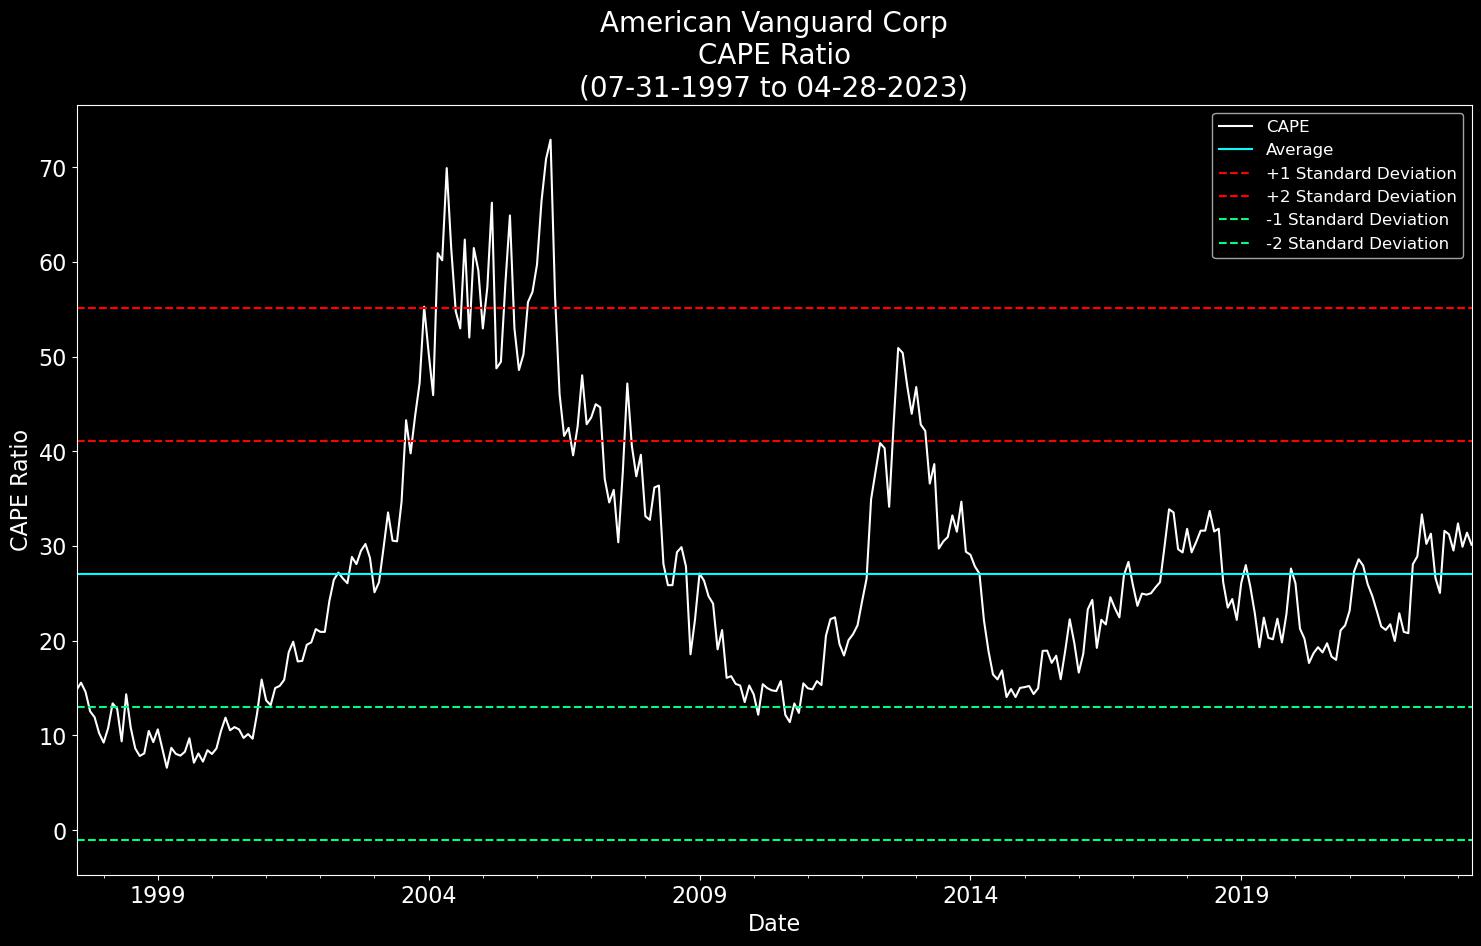 American Vanguard Corp
CAPE Ratio
(07-31-1997 to 04-28-2023)
CAPE
Average
+1 Standard Deviation
+2 Standard Deviation
-1 Standard Deviation
-2 Standard Deviation
CAPE Ratio
70
60
50
40
30
20
10
0
1999 2004 2009 2014 2019
Date